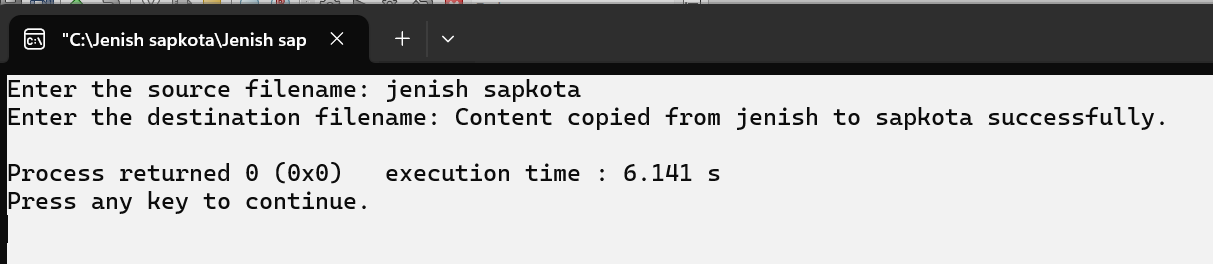 "C:\Jenish sapkota\Jenish sap
Enter the source filename: jenish sapkota
Enter the destination filename: Content copied from jenish to sapkota successfully.
Process returned 0 (0x0)   execution time : 6.141 s
Press any key to continue.